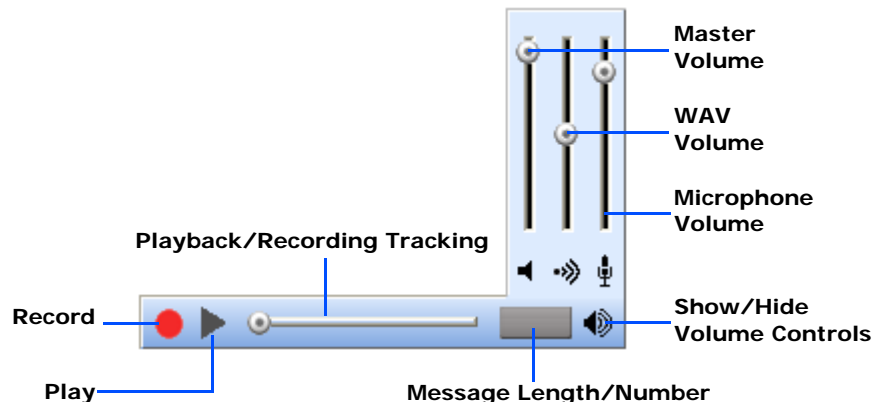 Master
Volume
WAV
Volume
Microphone
Volume
Playback/Recording Tracking
Record
Show/Hide
Volume Controls
Play
Message Length/Number